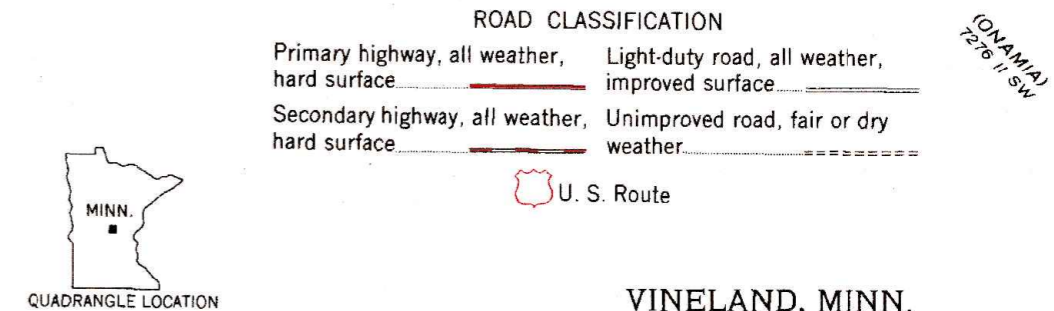 ROAD CLASSIFICATION
Primary highway, all weather,
hard surface
Light-duty road, all weather,
improved surface
Secondary highway, all weather,
hard surface
Unimproved road, fair or dry
weather
U. S. Route
(ONAMIA)
7276 II SW
MINN.
QUADRANGLE LOCATION
VINELAND, MINN.